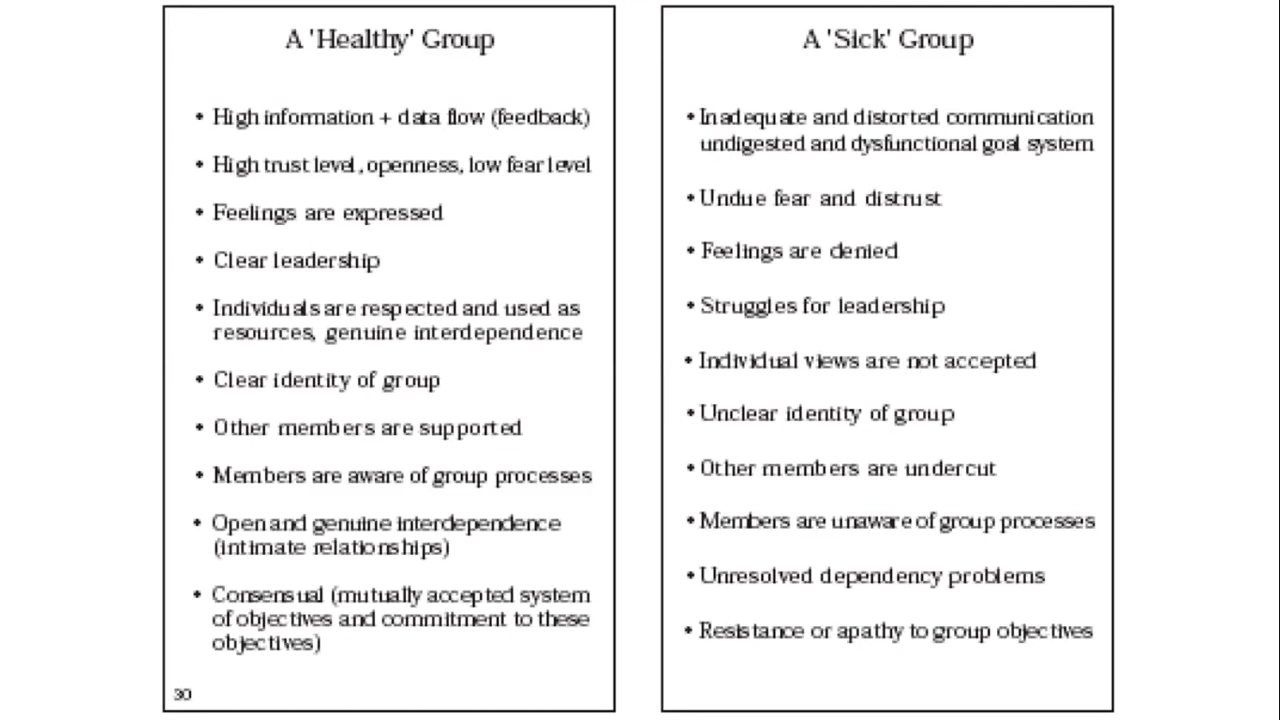 A 'Healthy' Group
• High information + data flow (feedback)
• High trust level, openness, low fear level
• Feelings are expressed
• Clear leadership
• Individuals are respected and used as
resources, genuine interdependence
• Clear identity of group
• Other members are supported
• Members are aware of group processes
• Open and genuine interdependence
(intimate relationships)
• Consensual (mutually accepted system
of objectives and commitment to these
objectives)
30
A 'Sick' Group
• Inadequate and distorted communication
undigested and dysfunctional goal system
• Undue fear and distrust
• Feelings are denied
• Struggles for leadership
• Individual views are not accepted
• Unclear identity of group
• Other members are undercut
• Members are unaware of group processes
• Unresolved dependency problems
• Resistance or apathy to group objectives